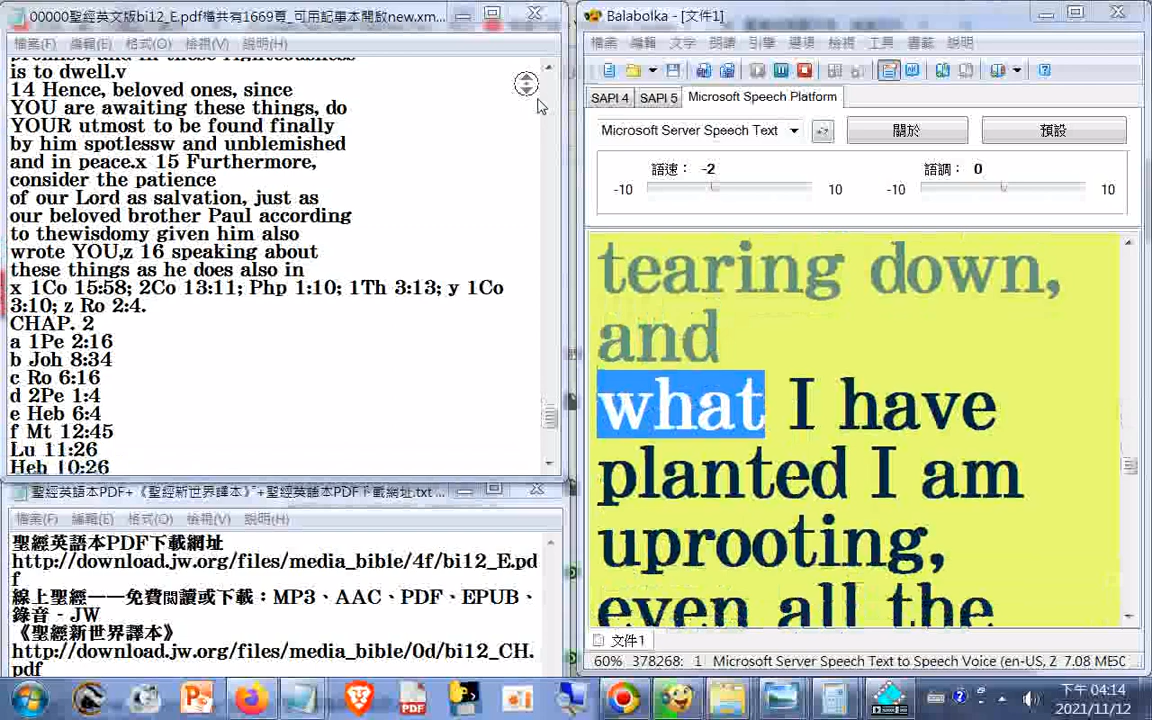 00000聖經英文版bi12_E.pdf檔共有1669頁_可用記事本開啟new.xm...
檔案(F) 編輯(E) 格式(O) 檢視(V) 說明(H)
is to dwell.v
14 Hence, beloved ones, since
YOU are awaiting these things, do
YOUR utmost to be found finally
by him spotlessw and unblemished
and in peace.x 15 Furthermore,
consider the patience
of our Lord as salvation, just as
our beloved brother Paul according
to thewisdomy given him also
wrote YOU,z 16 speaking about
these things as he does also in
x 1Co 15:58; 2Co 13:11; Php 1:10; 1Th 3:13; y 1Co
3:10; z Ro 2:4.
CHAP. 2
a 1Pe 2:16
b Joh 8:34
c Ro 6:16
d 2Pe 1:4
e Heb 6:4
f Mt 12:45
Lu 11:26
Heb 10:26
聖經英語本PDF+《聖經新世界譯本》"+聖經英語本PDF下載網址.txt ...
檔案(F) 編輯(E) 格式(O) 檢視(V) 說明(H)
聖經英語本PDF下載網址
http://download.jw.org/files/media_bible/4f/bi12_E.pd
f
線上聖經——免費閱讀或下載：MP3、AAC、PDF、EPUB、
錄音 - JW
《聖經新世界譯本》
http://download.jw.org/files/media_bible/0d/bi12_CH.
pdf
Balabolka - [文件1]
檔案 編輯 文字 朗讀 引擎 選項 檢視 工具 書籤 說明
SAPI 4 SAPI 5 Microsoft Speech Platform
Microsoft Server Speech Text 關於 預設
語速： -2 語調： 0
-10 10 -10 10
tearing down,
and
what I have
planted I am
uprooting,
even all the
文件1
60% 378268: 1 Microsoft Server Speech Text to Speech Voice (en-US, Z 7.08 МБ
下午 04:14
2021/11/12